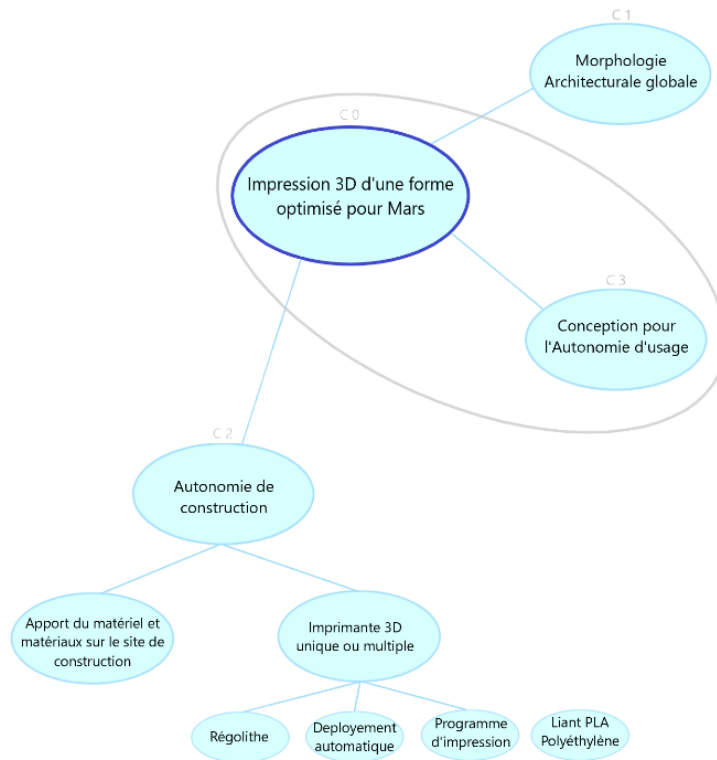 C 1
Morphologie
Architecturale globale
C 0
Impression 3D d'une forme
optimisé pour Mars
C 3
Conception pour
l'Autonomie d'usage
C 2
Autonomie de
construction
Apport du matériel et
matériaux sur le site de
construction
Imprimante 3D
unique ou multiple
Régolithe
Deployement
automatique
Programme
d'impression
Liant PLA
Polyéthylène